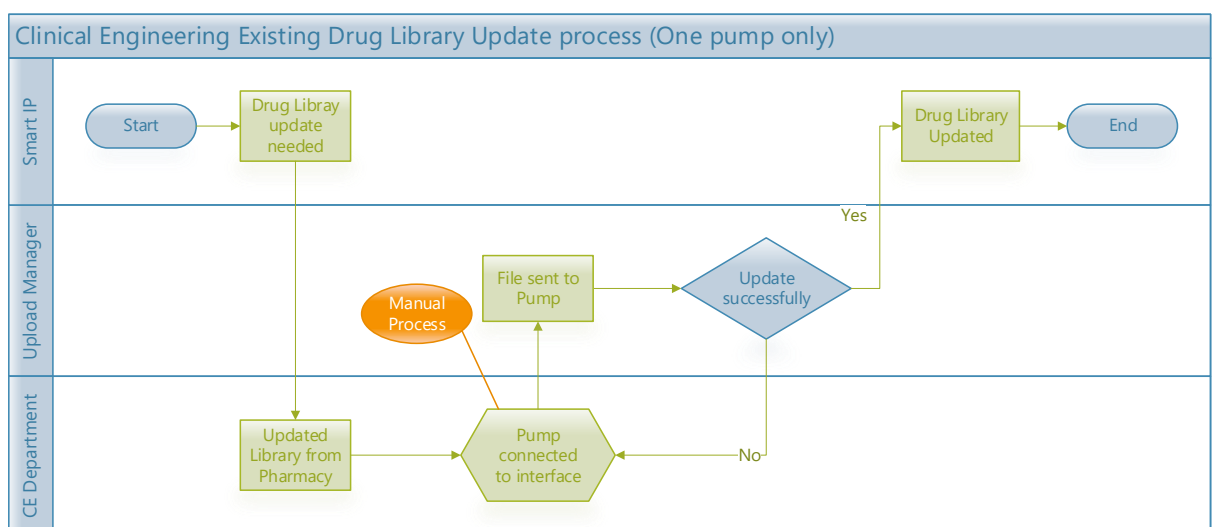 Clinical Engineering Existing Drug Library Update process (One pump only)
Smart IP
Start
Drug Libray
update
needed
Drug Library
Updated
End
Upload Manager
Yes
File sent to
Pump
Update
successfully
Manual
Process
CE Department
Updated
Library from
Pharmacy
Pump
connected
to interface
No